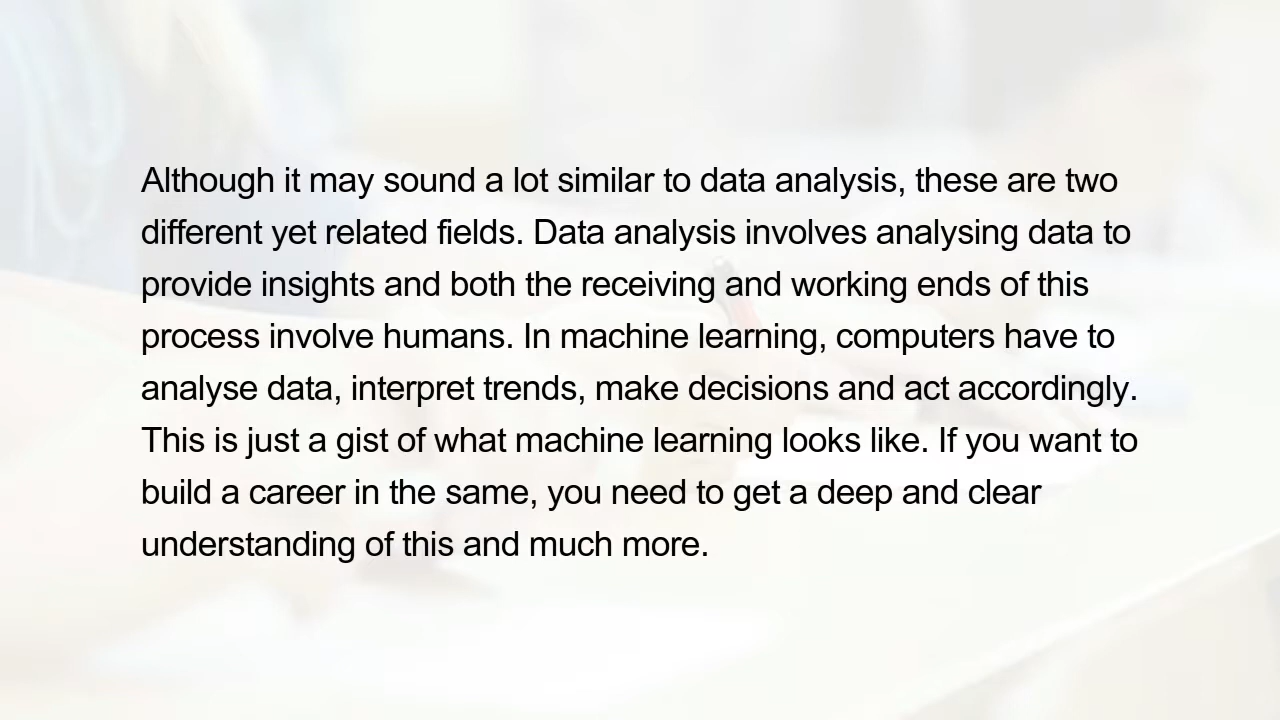 Although it may sound a lot similar to data analysis, these are two
different yet related fields. Data analysis involves analysing data to
provide insights and both the receiving and working ends of this
process involve humans. In machine learning, computers have to
analyse data, interpret trends, make decisions and act accordingly.
This is just a gist of what machine learning looks like. If you want to
build a career in the same, you need to get a deep and clear
understanding of this and much more.